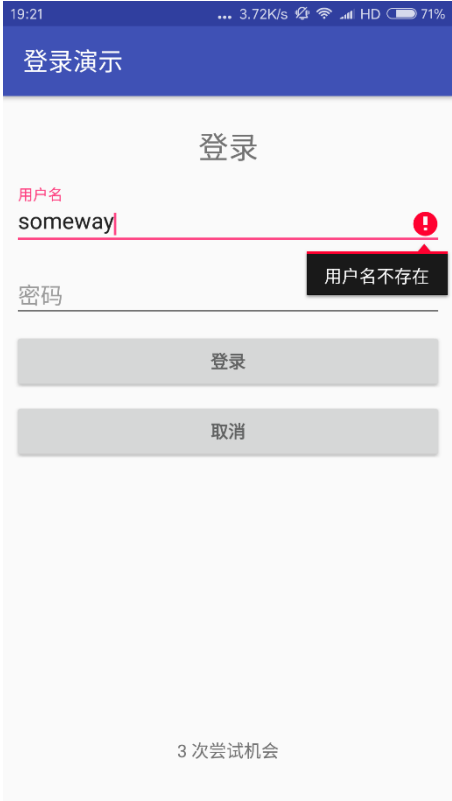 19:21 ... 3.72K/s HD 71%
登录演示
登录
用户名
someway
用户名不存在
密码
登录
取消
3 次尝试机会